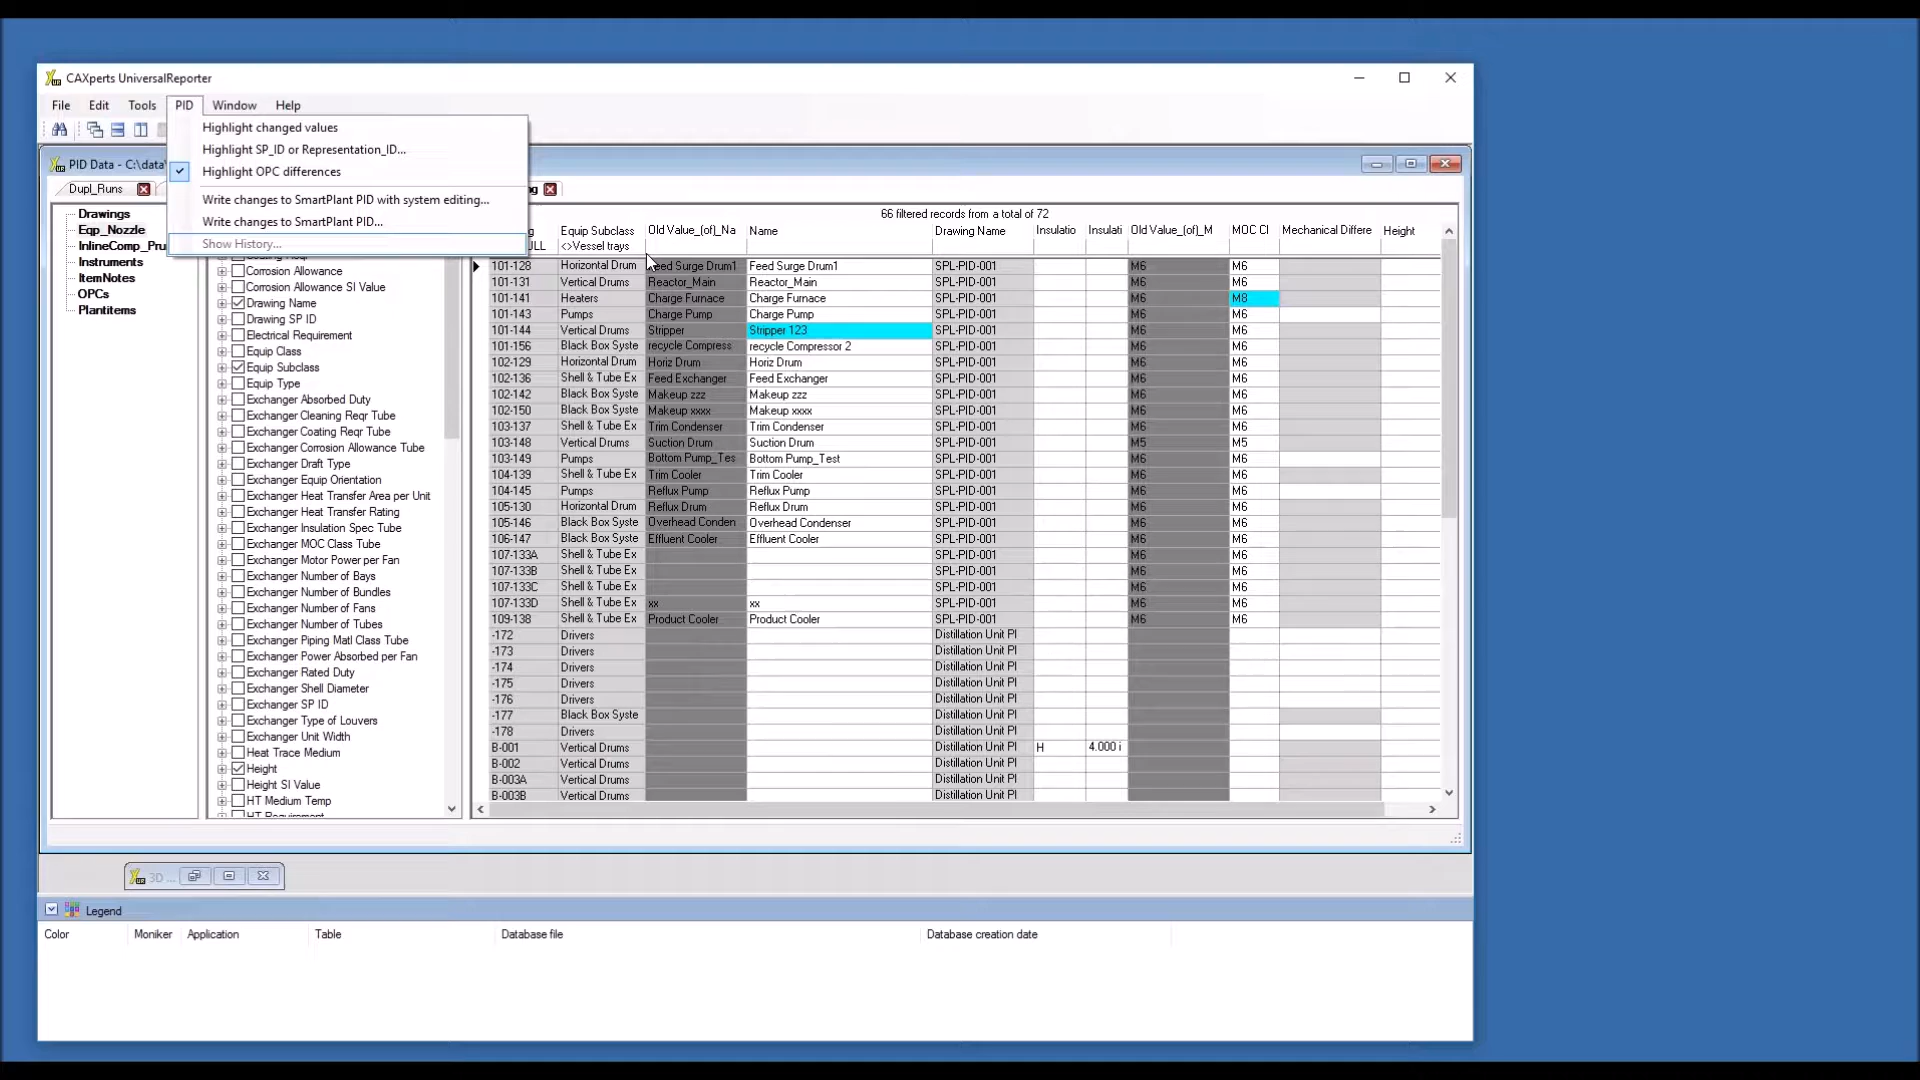 CAXperts UniversalReporter
File Edit Tools PID Window Help
Highlight changed values
Highlight SP_ID or Representation_ID...
Highlight OPC differences
Write changes to SmartPlant PID with system editing...
Write changes to SmartPlant PID...
Show History...
PID Data - C:\data\
Dupl_Runs
Drawings
Eqp_Nozzle
InlineComp_Pru
Instruments
ItemNotes
OPCs
Plantitems
Corrosion Allowance
Corrosion Allowance SI Value
Drawing Name
Drawing SP ID
Electrical Requirement
Equip Class
Equip Subclass
Equip Type
Exchanger Absorbed Duty
Exchanger Cleaning Reqr Tube
Exchanger Coating Reqr Tube
Exchanger Corrosion Allowance Tube
Exchanger Draft Type
Exchanger Equip Orientation
Exchanger Heat Transfer Area per Unit
Exchanger Heat Transfer Rating
Exchanger Insulation Spec Tube
Exchanger MOC Class Tube
Exchanger Motor Power per Fan
Exchanger Number of Bays
Exchanger Number of Bundles
Exchanger Number of Fans
Exchanger Number of Tubes
Exchanger Piping Matl Class Tube
Exchanger Power Absorbed per Fan
Exchanger Rated Duty
Exchanger Shell Diameter
Exchanger SP ID
Exchanger Type of Louvers
Exchanger Unit Width
Heat Trace Medium
Height
Height SI Value
HT Medium Temp
HT Requirement
66 filtered records from a total of 72
Equip Subclass Old Value_(of)_Na Name Drawing Name Insulatio Insulati Old Value_(of)_M MOC Cl Mechanical Differe Height
<>Vessel trays
101-128 Horizontal Drum Feed Surge Drum1 Feed Surge Drum1 SPL-PID-001 M6 M6
101-131 Vertical Drums Reactor_Main Reactor_Main SPL-PID-001 M6 M6
101-141 Heaters Charge Furnace Charge Furnace SPL-PID-001 M6 M8
101-143 Pumps Charge Pump Charge Pump SPL-PID-001 M6 M6
101-144 Vertical Drums Stripper Stripper 123 SPL-PID-001 M6 M6
101-156 Black Box Syste recycle Compress recycle Compressor 2 SPL-PID-001 M6 M6
102-129 Horizontal Drum Horiz Drum Horiz Drum SPL-PID-001 M6 M6
102-136 Shell & Tube Ex Feed Exchanger Feed Exchanger SPL-PID-001 M6 M6
102-142 Black Box Syste Makeup zzz Makeup zzz SPL-PID-001 M6 M6
102-150 Black Box Syste Makeup xxxx Makeup xxxx SPL-PID-001 M6 M6
103-137 Shell & Tube Ex Trim Condenser Trim Condenser SPL-PID-001 M6 M6
103-148 Vertical Drums Suction Drum Suction Drum SPL-PID-001 M5 M5
103-149 Pumps Bottom Pump_Tes Bottom Pump_Test SPL-PID-001 M6 M6
104-139 Shell & Tube Ex Trim Cooler Trim Cooler SPL-PID-001 M6 M6
104-145 Pumps Reflux Pump Reflux Pump SPL-PID-001 M6 M6
105-130 Horizontal Drum Reflux Drum Reflux Drum SPL-PID-001 M6 M6
105-146 Black Box Syste Overhead Conden Overhead Condenser SPL-PID-001 M6 M6
106-147 Black Box Syste Effluent Cooler Effluent Cooler SPL-PID-001 M6 M6
107-133A Shell & Tube Ex SPL-PID-001 M6 M6
107-133B Shell & Tube Ex SPL-PID-001 M6 M6
107-133C Shell & Tube Ex SPL-PID-001 M6 M6
107-133D Shell & Tube Ex xx xx SPL-PID-001 M6 M6
109-138 Shell & Tube Ex Product Cooler Product Cooler SPL-PID-001 M6 M6
-172 Drivers Distillation Unit PI
-173 Drivers Distillation Unit PI
-174 Drivers Distillation Unit PI
-175 Drivers Distillation Unit PI
-176 Drivers Distillation Unit PI
-177 Black Box Syste Distillation Unit PI
-178 Drivers Distillation Unit PI
B-001 Vertical Drums Distillation Unit PI H 4.000 i
B-002 Vertical Drums Distillation Unit PI
B-003A Vertical Drums Distillation Unit PI
B-003B Vertical Drums Distillation Unit PI
3D ...
Legend
Color Moniker Application Table Database file Database creation date